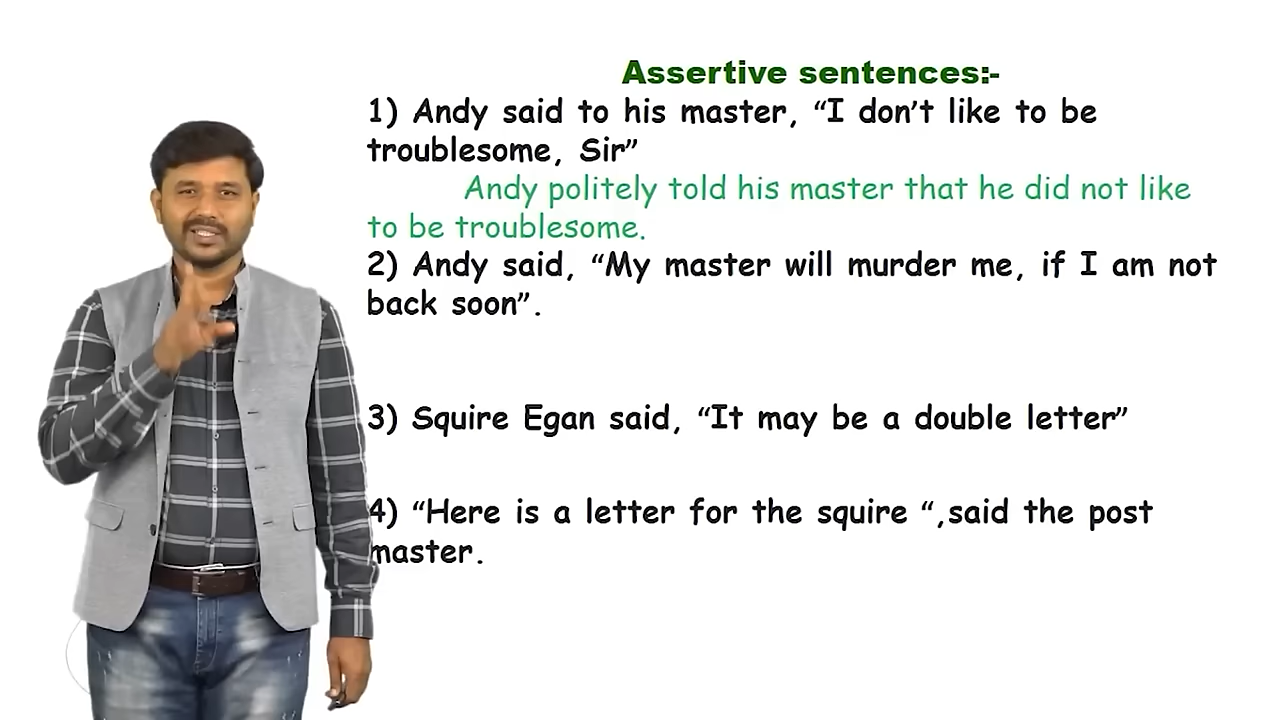 Assertive sentences:-
1) Andy said to his master, “I don’t like to be
troublesome, Sir”
Andy politely told his master that he did not like
to be troublesome.
2) Andy said, “My master will murder me, if I am not
back soon”.
3) Squire Egan said, “It may be a double letter”
4) “Here is a letter for the squire “,said the post
master.